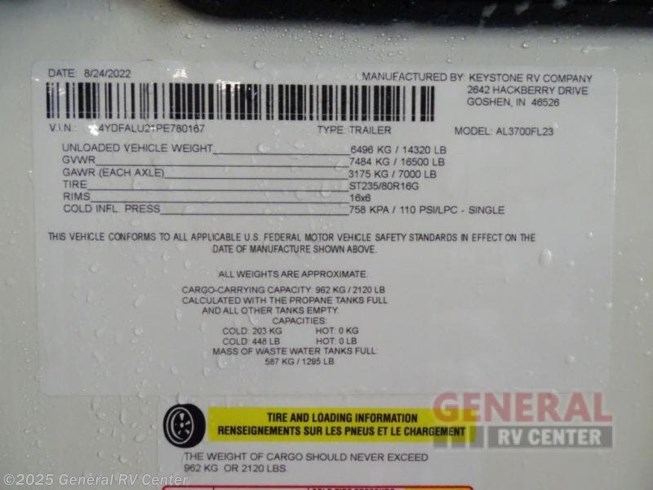 DATE: 8/24/2022
MANUFACTURED BY: KEYSTONE RV COMPANY
2642 HACKBERRY DRIVE
GOSHEN, IN 46526
V.I.N. 4YDFALU21PE780167 TYPE: TRAILER MODEL: AL3700FL23
UNLOADED VEHICLE WEIGHT 6496 KG / 14320 LB
GVWR 7484 KG / 16500 LB
GAWR (EACH AXLE) 3175 KG / 7000 LB
TIRE ST235/80R16G
RIMS 16x6
COLD INFL. PRESS 758 KPA / 110 PSI/LPC - SINGLE
THIS VEHICLE CONFORMS TO ALL APPLICABLE U.S. FEDERAL MOTOR VEHICLE SAFETY STANDARDS IN EFFECT ON THE
DATE OF MANUFACTURE SHOWN ABOVE.
ALL WEIGHTS ARE APPROXIMATE.
CARGO-CARRYING CAPACITY: 962 KG / 2120 LB
CALCULATED WITH THE PROPANE TANKS FULL
AND ALL OTHER TANKS EMPTY.
CAPACITIES:
COLD: 203 KG HOT: 0 KG
COLD: 448 LB HOT: 0 LB
MASS OF WASTE WATER TANKS FULL:
587 KG / 1295 LB
TIRE AND LOADING INFORMATION
RENSEIGNEMENTS SUR LES PNEUS ET LE CHARGEMENT
THE WEIGHT OF CARGO SHOULD NEVER EXCEED
962 KG OR 2120 LBS.
GENERAL
RV CENTER
©2025 General RV Center